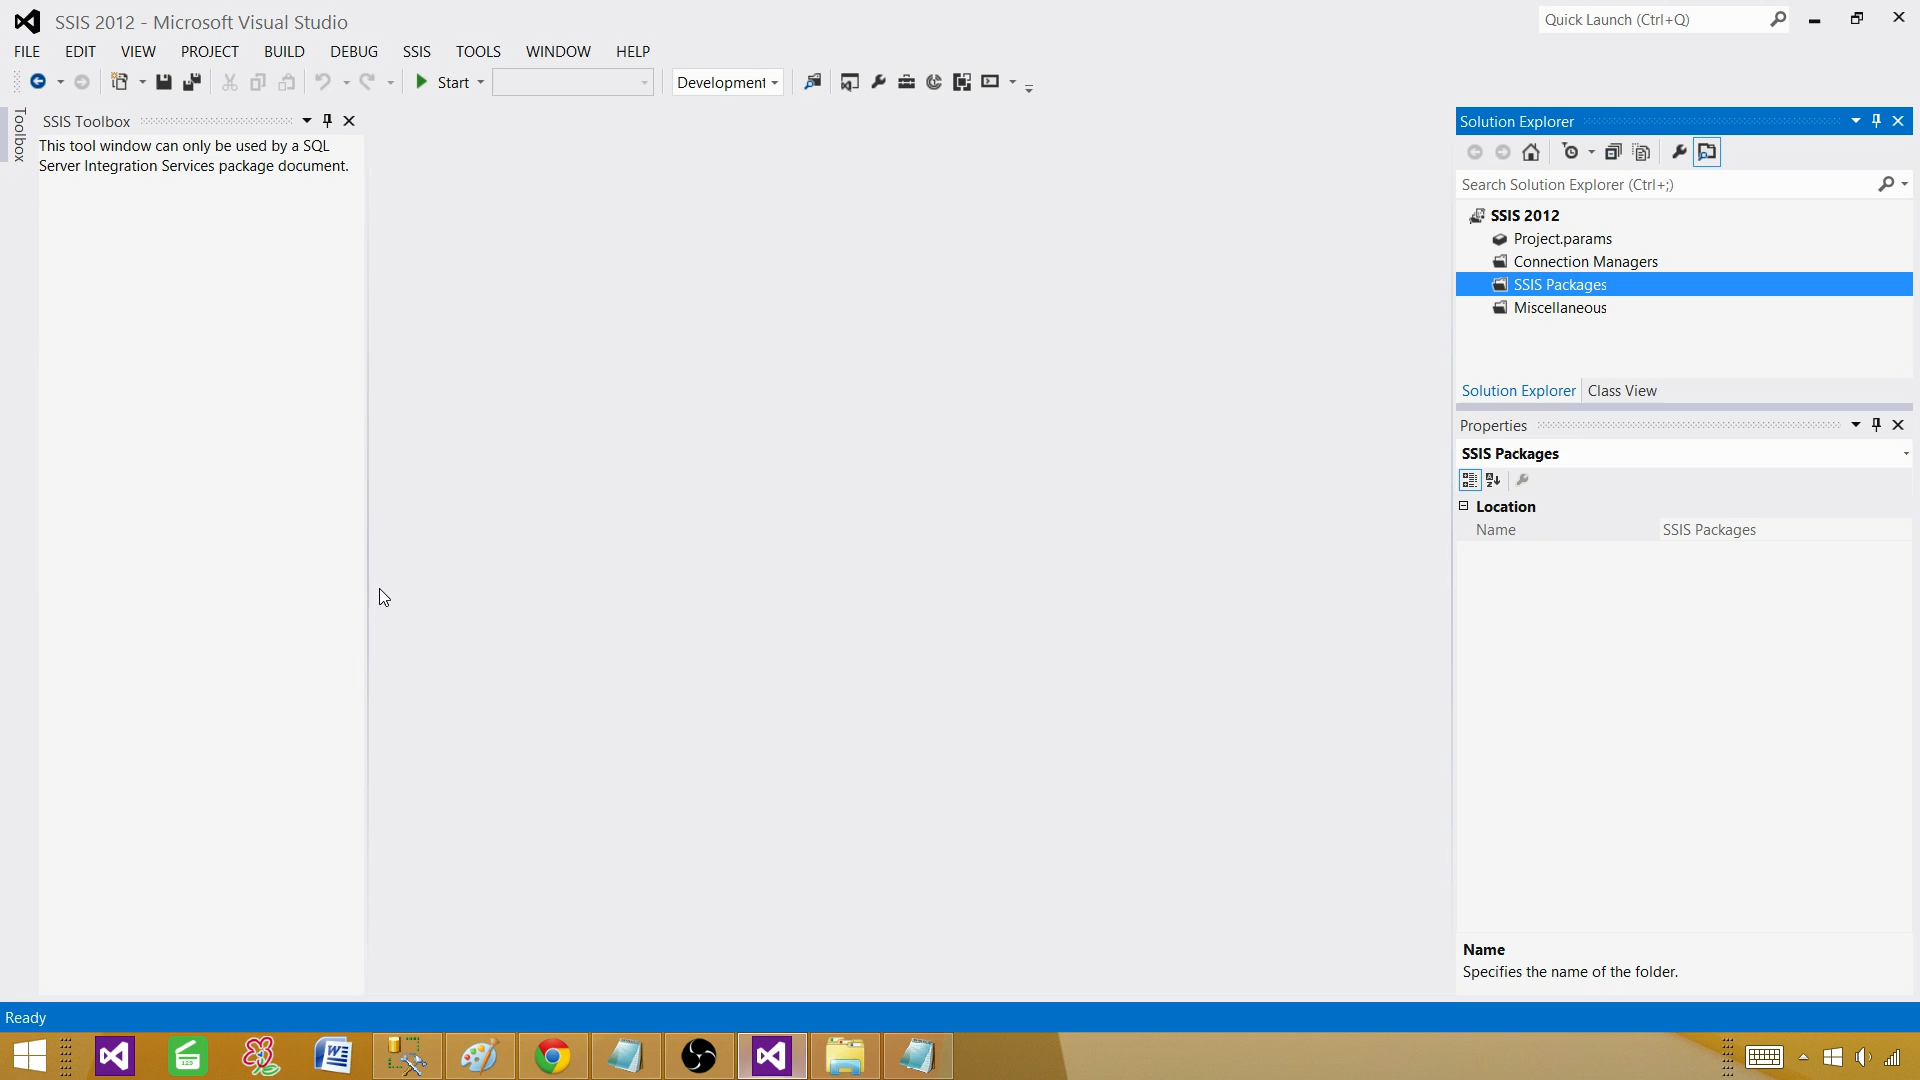 SSIS 2012 - Microsoft Visual Studio
Quick Launch (Ctrl+Q)
FILE EDIT VIEW PROJECT BUILD DEBUG SSIS TOOLS WINDOW HELP
Start
Development
Toolbox
SSIS Toolbox
This tool window can only be used by a SQL
Server Integration Services package document.
Solution Explorer
Search Solution Explorer (Ctrl+;)
SSIS 2012
Project.params
Connection Managers
SSIS Packages
Miscellaneous
Solution Explorer Class View
Properties
SSIS Packages
Location
Name SSIS Packages
Name
Specifies the name of the folder.
Ready